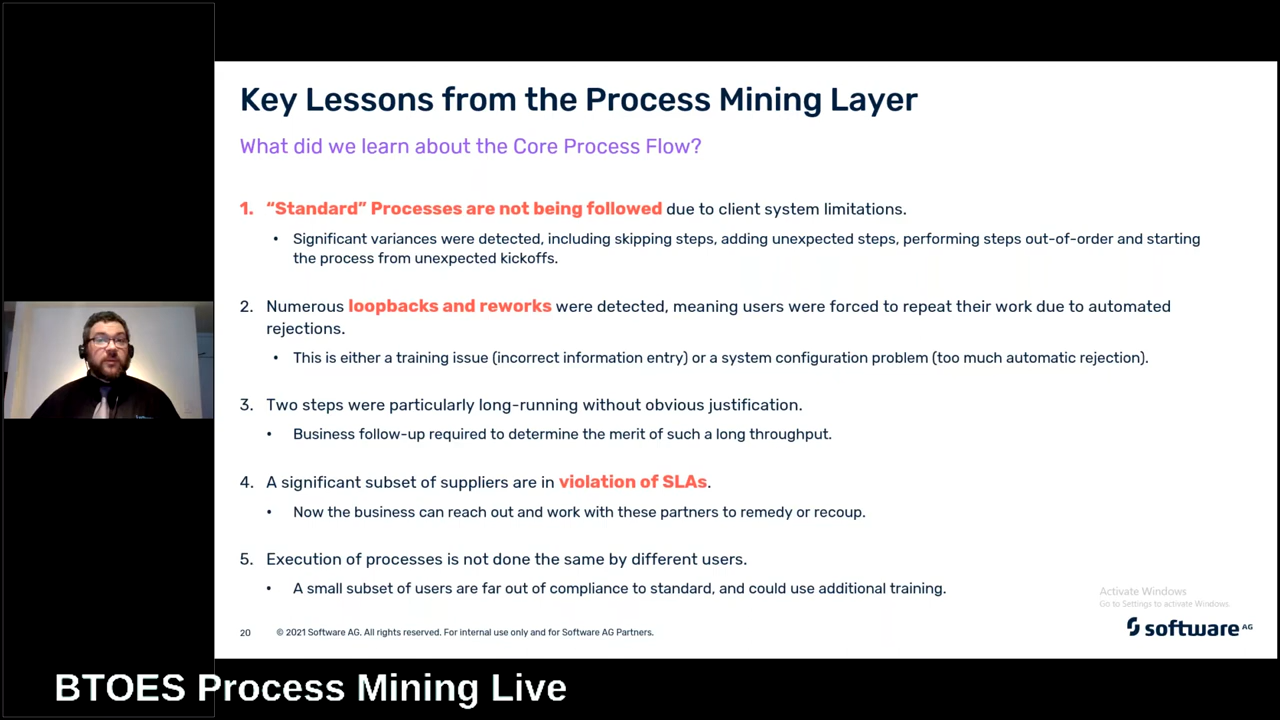 Key Lessons from the Process Mining Layer
What did we learn about the Core Process Flow?
1. “Standard” Processes are not being followed due to client system limitations.
• Significant variances were detected, including skipping steps, adding unexpected steps, performing steps out-of-order and starting
the process from unexpected kickoffs.
2. Numerous loopbacks and reworks were detected, meaning users were forced to repeat their work due to automated
rejections.
• This is either a training issue (incorrect information entry) or a system configuration problem (too much automatic rejection).
3. Two steps were particularly long-running without obvious justification.
• Business follow-up required to determine the merit of such a long throughput.
4. A significant subset of suppliers are in violation of SLAs.
• Now the business can reach out and work with these partners to remedy or recoup.
5. Execution of processes is not done the same by different users.
• A small subset of users are far out of compliance to standard, and could use additional training.
Activate Windows
Go to Settings to activate Windows.
20 © 2021 Software AG. All rights reserved. For internal use only and for Software AG Partners.
software AG
BTOES Process Mining Live